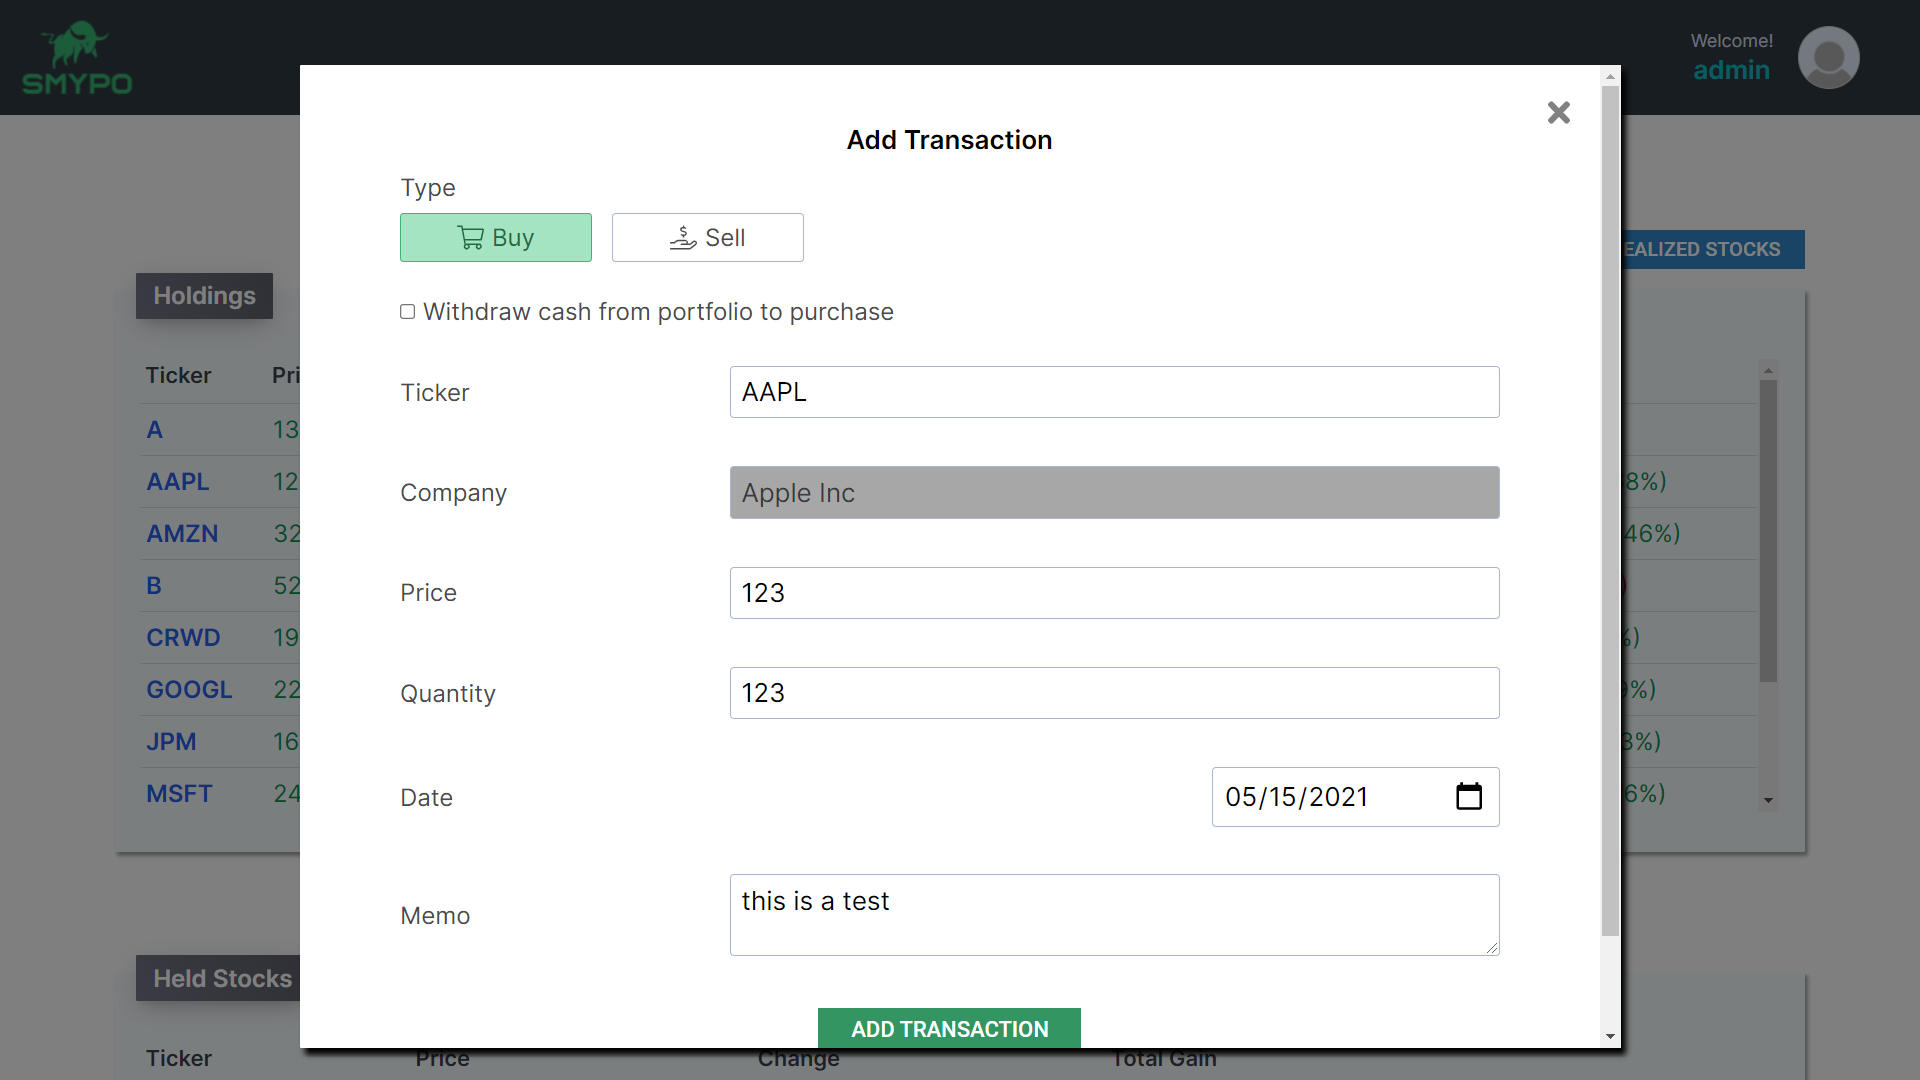 SMYPO
Welcome!
admin
Add Transaction
Type
Buy
Sell
EALIZED STOCKS
Holdings
Withdraw cash from portfolio to purchase
Ticker Pri
Ticker AAPL
A 13
AAPL 12 8%)
Company Apple Inc
AMZN 32 46%)
B 52
Price 123
CRWD 19 %)
GOOGL 22 9%)
Quantity 123
JPM 16 3%)
MSFT 24 6%)
Date 05/15/2021
Memo this is a test
Held Stocks
ADD TRANSACTION
Ticker Price Change Total Gain